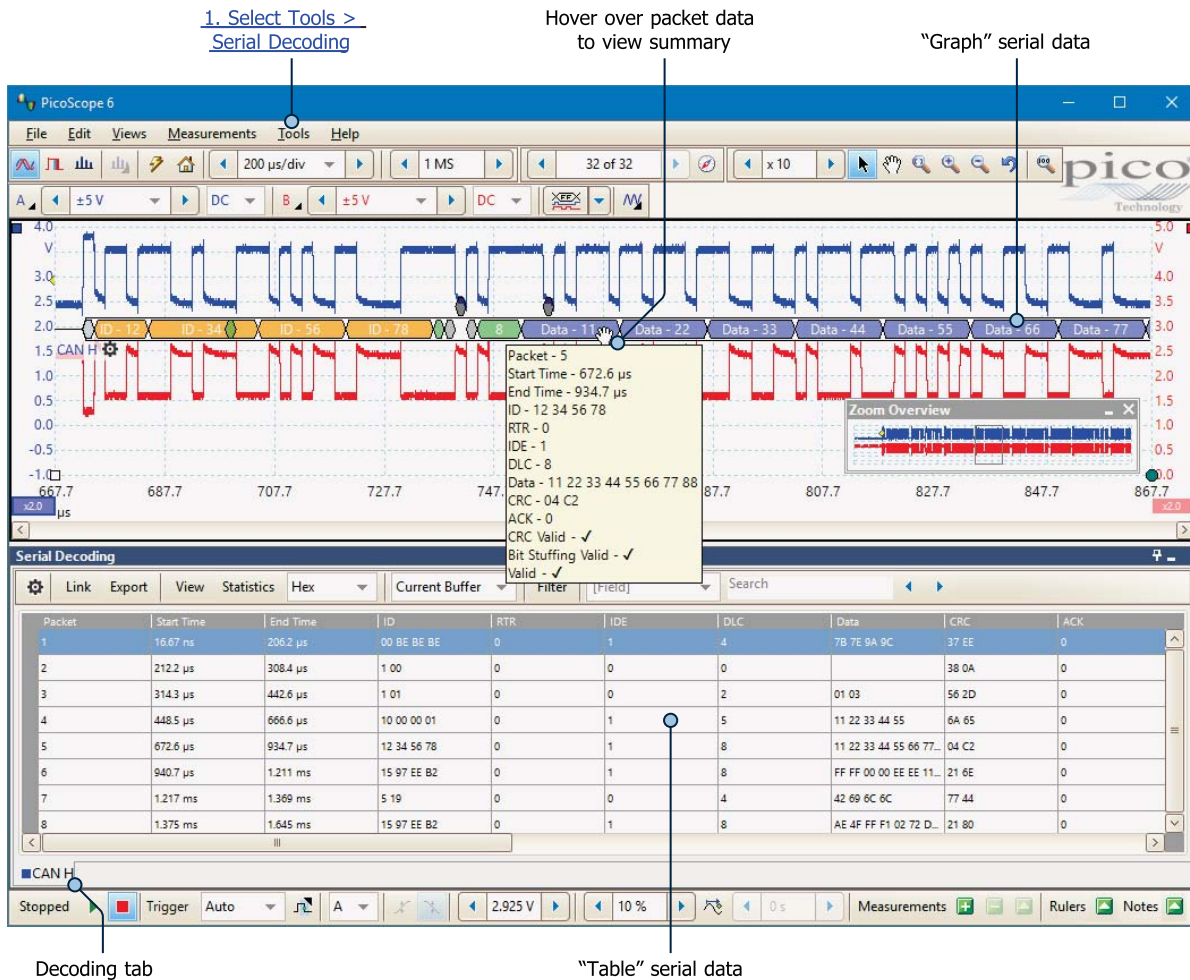 1. Select Tools >
Serial Decoding
Hover over packet data
to view summary
“Graph” serial data
PicoScope 6
File Edit Views Measurements Tools Help
200 µs/div 1 MS 32 of 32 x 10
pico
Technology
A ±5 V DC B ±5 V DC
4.0 5.0
V V
3.0 4.0
2.5 3.5
2.0 3.0
ID - 12 ID - 34 ID - 56 ID - 78 8 Data - 11 Data - 22 Data - 33 Data - 44 Data - 55 Data - 66 Data - 77
1.5 CAN H 2.5
1.0 2.0
0.5 1.5
0.0 1.0
-0.5 0.5
-1.0 0.0
Packet - 5
Start Time - 672.6 µs
End Time - 934.7 µs
ID - 12 34 56 78
RTR - 0
IDE - 1
DLC - 8
Data - 11 22 33 44 55 66 77 88
CRC - 04 C2
ACK - 0
CRC Valid - ✓
Bit Stuffing Valid - ✓
Valid - ✓
Zoom Overview
667.7 687.7 707.7 727.7 747. 87.7 807.7 827.7 847.7 867.7
x2.0 µs x2.0
Serial Decoding
Link Export View Statistics Hex Current Buffer Filter [Field] Search
Packet Start Time End Time ID RTR IDE DLC Data CRC ACK
1 16.67 ns 206.2 µs 00 BE BE BE 0 1 4 7B 7E 9A 9C 37 EE 0
2 212.2 µs 308.4 µs 1 00 0 0 0 38 0A 0
3 314.3 µs 442.6 µs 1 01 0 0 2 01 03 56 2D 0
4 448.5 µs 666.6 µs 10 00 00 01 0 1 5 11 22 33 44 55 6A 65 0
5 672.6 µs 934.7 µs 12 34 56 78 0 1 8 11 22 33 44 55 66 77... 04 C2 0
6 940.7 µs 1.211 ms 15 97 EE B2 0 1 8 FF FF 00 00 EE EE 11... 21 6E 0
7 1.217 ms 1.369 ms 5 19 0 0 4 42 69 6C 6C 77 44 0
8 1.375 ms 1.645 ms 15 97 EE B2 0 1 8 AE 4F FF F1 02 72 D... 21 80 0
CAN H
Stopped Trigger Auto A 2.925 V 10 % 0 s Measurements Rulers Notes
Decoding tab
“Table” serial data